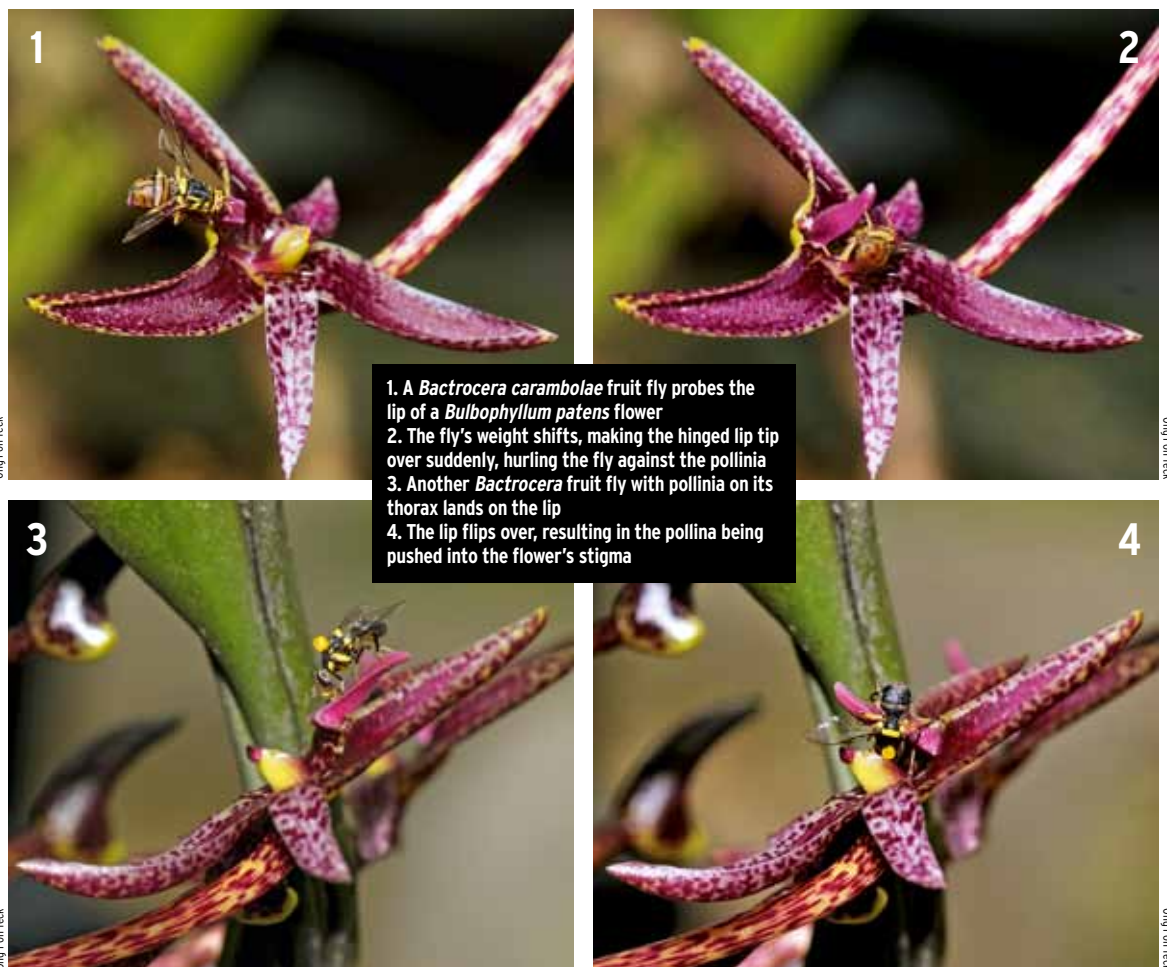 1
2
1. A Bactrocera carambolae fruit fly probes the
lip of a Bulbophyllum patens flower
2. The fly's weight shifts, making the hinged lip tip
over suddenly, hurling the fly against the pollinia
3. Another Bactrocera fruit fly with pollinia on its
thorax lands on the lip
4. The lip flips over, resulting in the pollina being
pushed into the flower's stigma
3
4